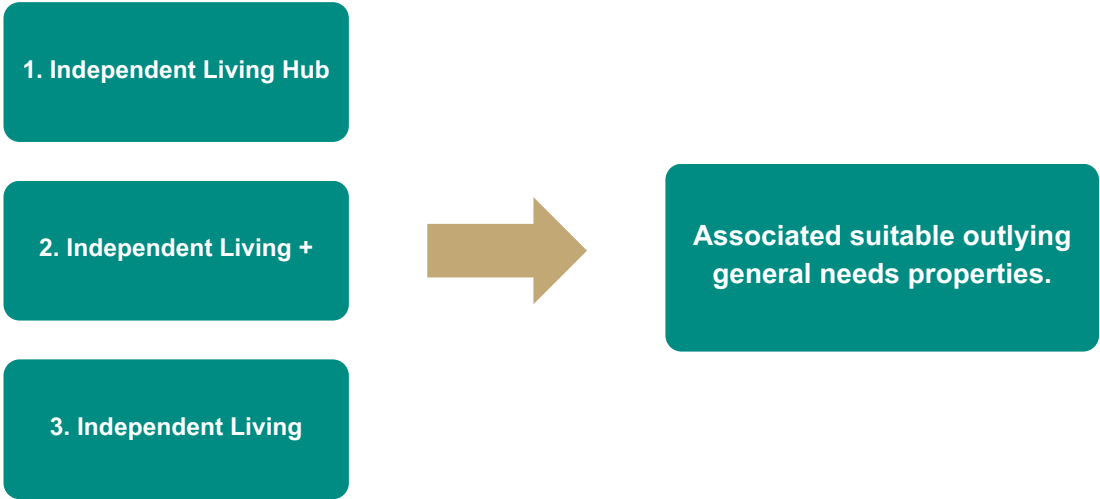 1. Independent Living Hub
2. Independent Living +
3. Independent Living
Associated suitable outlying
general needs properties.